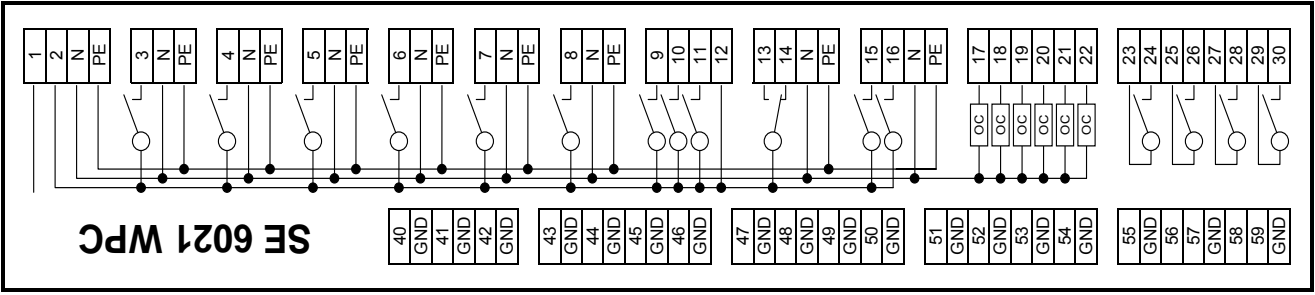 1 2 N PE 3 N PE 4 N PE 5 N PE 6 N PE 7 N PE 8 N PE 9 10 11 12 13 14 N PE 15 16 N PE 17 18 19 20 21 22 23 24 25 26 27 28 29 30
OC OC OC OC OC OC
SE 6021 WPC
40 GND 41 GND 42 GND 43 GND 44 GND 45 GND 46 GND 47 GND 48 GND 49 GND 50 GND 51 GND 52 GND 53 GND 54 GND 55 GND 56 57 GND 58 59 GND